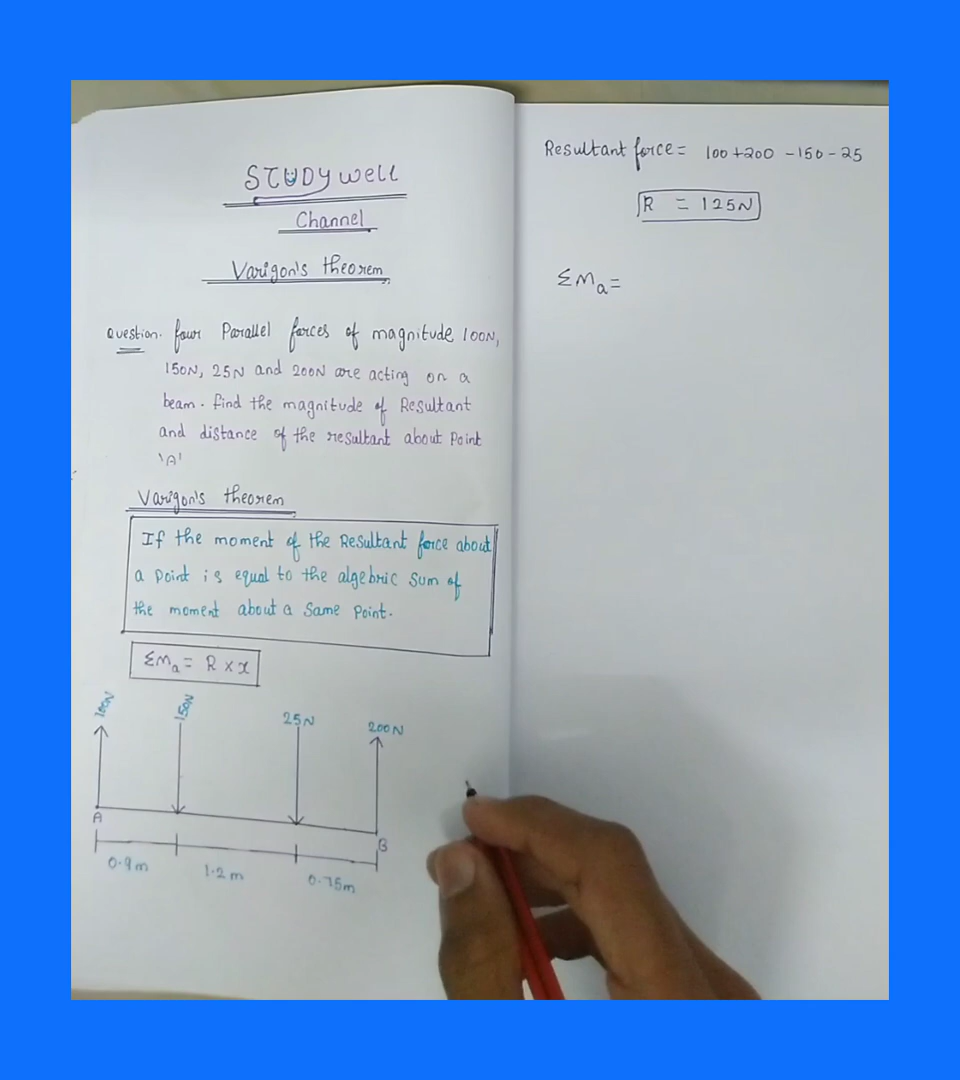 STUDY well
Channel
Varigon's theorem
Question. four Parallel forces of magnitude 100N,
150N, 25N and 200N are acting on a
beam. find the magnitude of Resultant
and distance of the resultant about Point
'A'
Varigon's theorem
If the moment of the Resultant force about
a point is equal to the algebric sum of
the moment about a same point.
ΣMa = R × x
100N
150N
25N
200N
A
B
0.9m
1.2m
0.75m
Resultant force = 100 + 200 - 150 - 25
R = 125N
ΣMa =